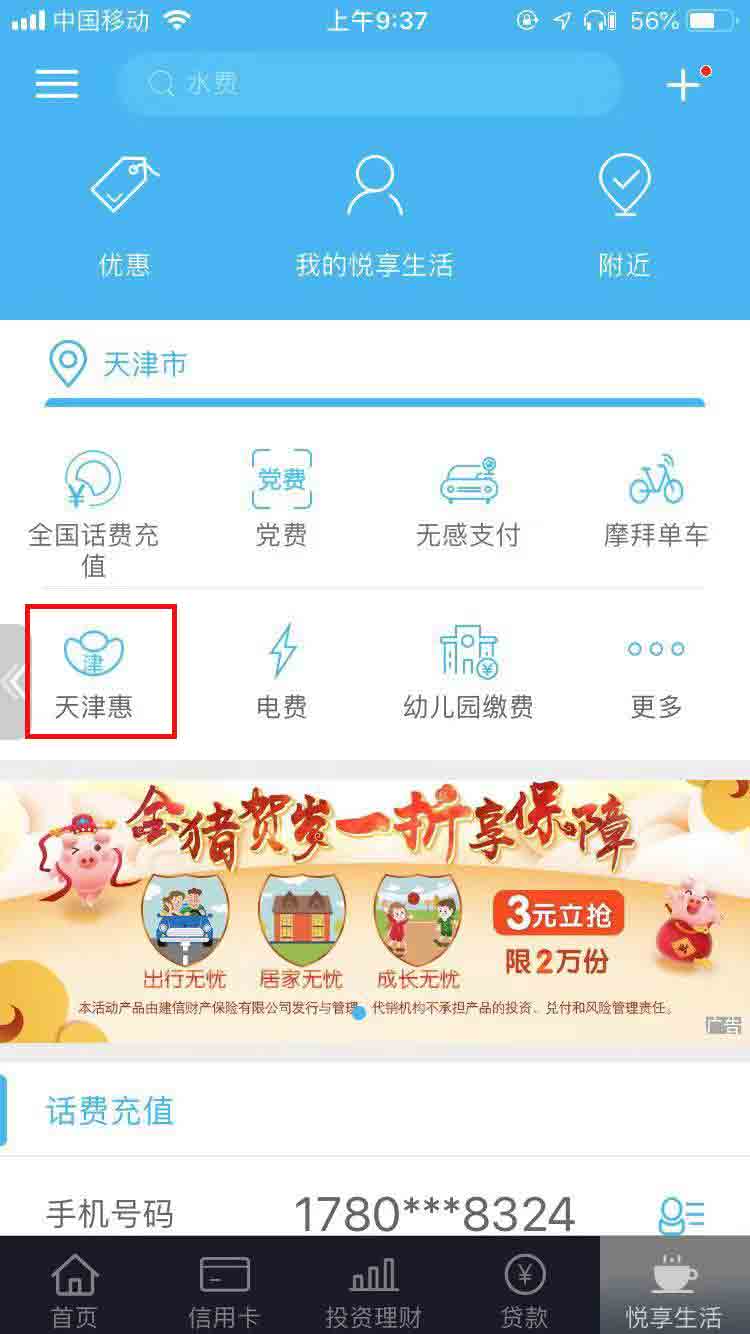 中国移动 上午9:37 56%
水费
优惠 我的悦享生活 附近
天津市
党费
全国话费充值 党费 无感支付 摩拜单车
津
天津惠 电费 幼儿园缴费 更多
金猪贺岁一折享保障
3元立抢
限2万份
出行无忧 居家无忧 成长无忧
本活动产品由建信财产保险有限公司发行与管理，代销机构不承担产品的投资、兑付和风险管理责任。
广告
话费充值
手机号码 1780***8324
首页 信用卡 投资理财 贷款 悦享生活